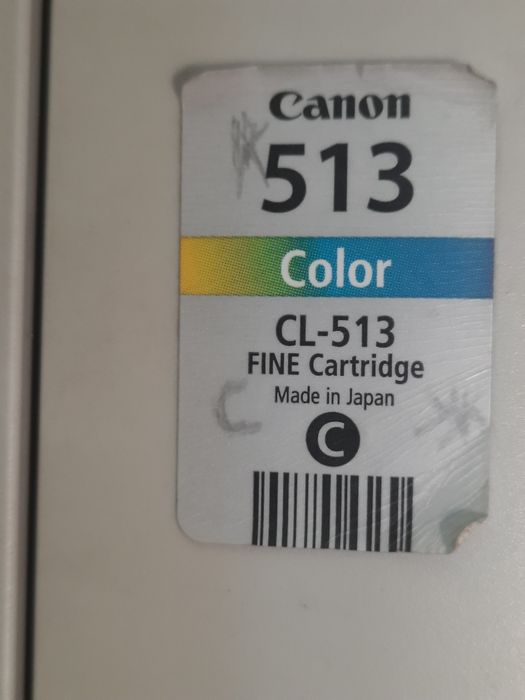 Canon
513
Color
CL-513
FINE Cartridge
Made in Japan
C
C